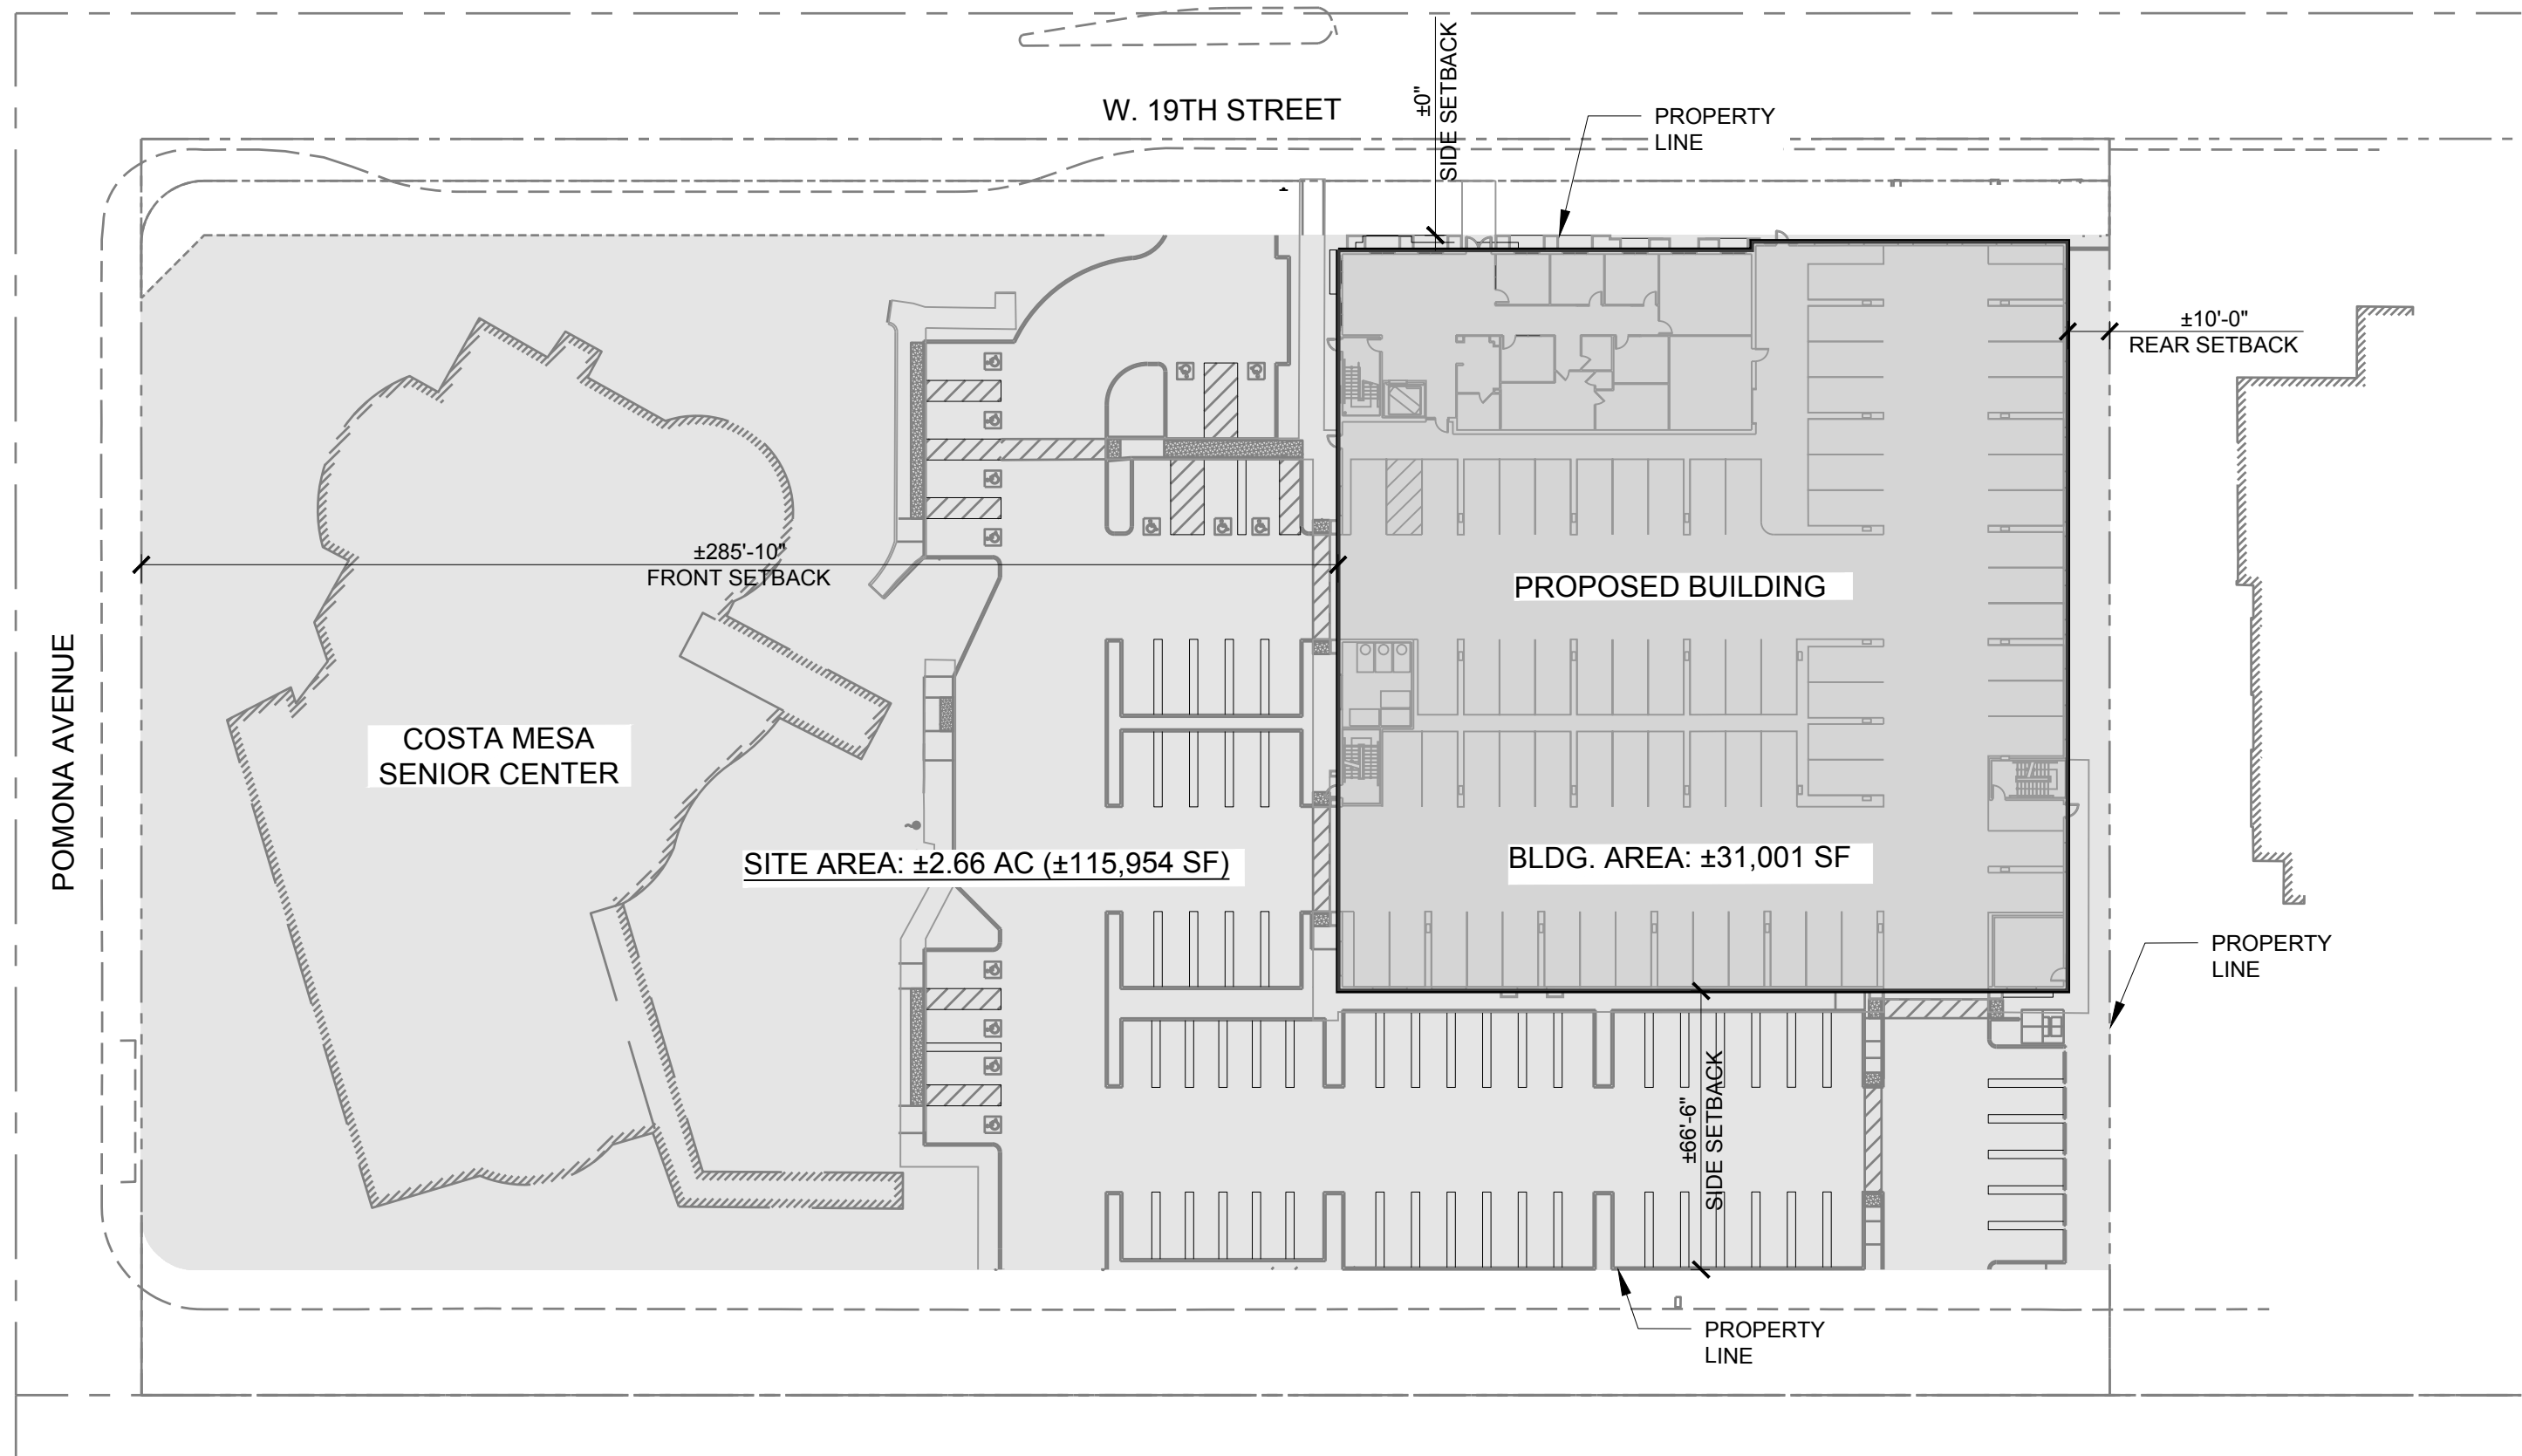 ±0"
SIDE SETBACK
W. 19TH STREET
PROPERTY
LINE
±10'-0"
REAR SETBACK
±285'-10"
FRONT SETBACK
PROPOSED BUILDING
POMONA AVENUE
COSTA MESA
SENIOR CENTER
SITE AREA: ±2.66 AC (±115,954 SF)
BLDG. AREA: ±31,001 SF
PROPERTY
LINE
±66'-6"
SIDE SETBACK
PROPERTY
LINE